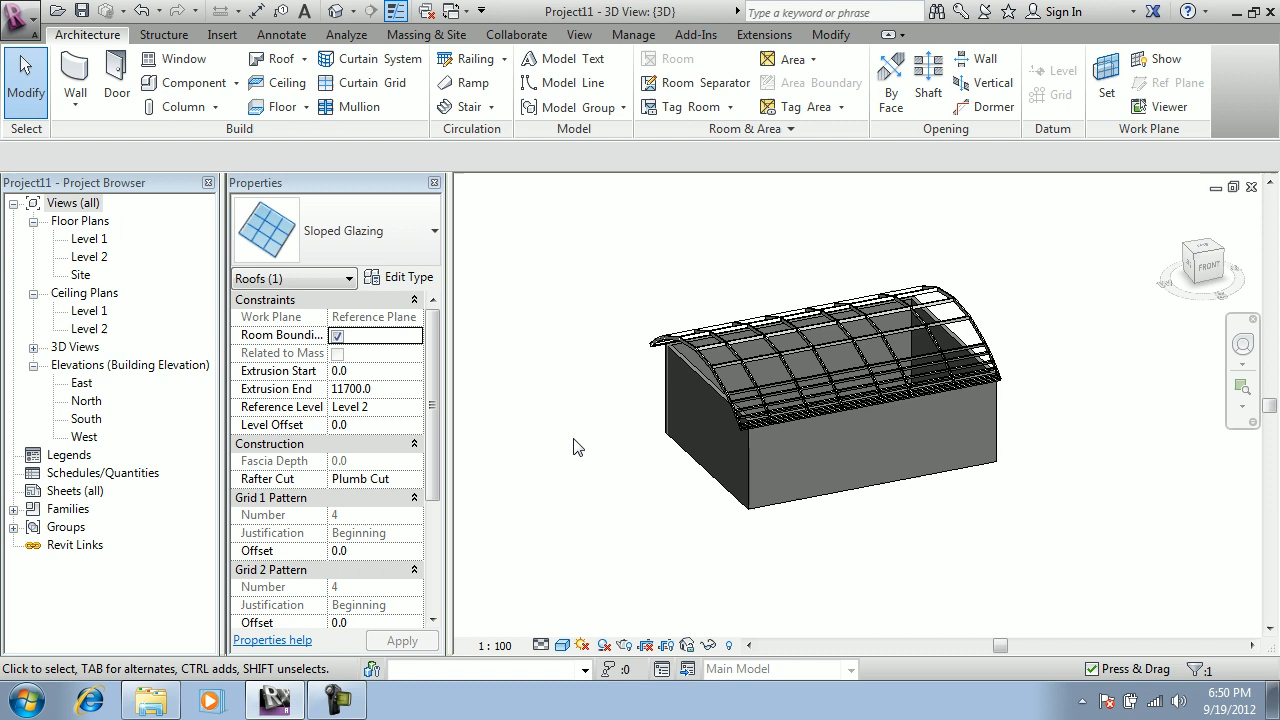 Project11 - 3D View: {3D}
Type a keyword or phrase
Sign In
Architecture Structure Insert Annotate Analyze Massing & Site Collaborate View Manage Add-Ins Extensions Modify
Modify
Wall
Door
Window
Component
Column
Roof
Ceiling
Floor
Curtain System
Curtain Grid
Mullion
Railing
Ramp
Stair
Model Text
Model Line
Model Group
Room
Room Separator
Tag Room
Area
Area Boundary
Tag Area
By
Face
Shaft
Wall
Vertical
Dormer
Level
Grid
Set
Show
Ref Plane
Viewer
Select Build Circulation Model Room & Area Opening Datum Work Plane
Project11 - Project Browser
Views (all)
Floor Plans
Level 1
Level 2
Site
Ceiling Plans
Level 1
Level 2
3D Views
Elevations (Building Elevation)
East
North
South
West
Legends
Schedules/Quantities
Sheets (all)
Families
Groups
Revit Links
Properties
Sloped Glazing
Roofs (1) Edit Type
Constraints
Work Plane Reference Plane
Room Boundi...
Related to Mass
Extrusion Start 0.0
Extrusion End 11700.0
Reference Level Level 2
Level Offset 0.0
Construction
Fascia Depth 0.0
Rafter Cut Plumb Cut
Grid 1 Pattern
Number 4
Justification Beginning
Offset 0.0
Grid 2 Pattern
Number 4
Justification Beginning
Offset 0.0
Properties help Apply
FRONT
1 : 100
Click to select, TAB for alternates, CTRL adds, SHIFT unselects.
:0
Main Model
Press & Drag
:1
6:50 PM
9/19/2012